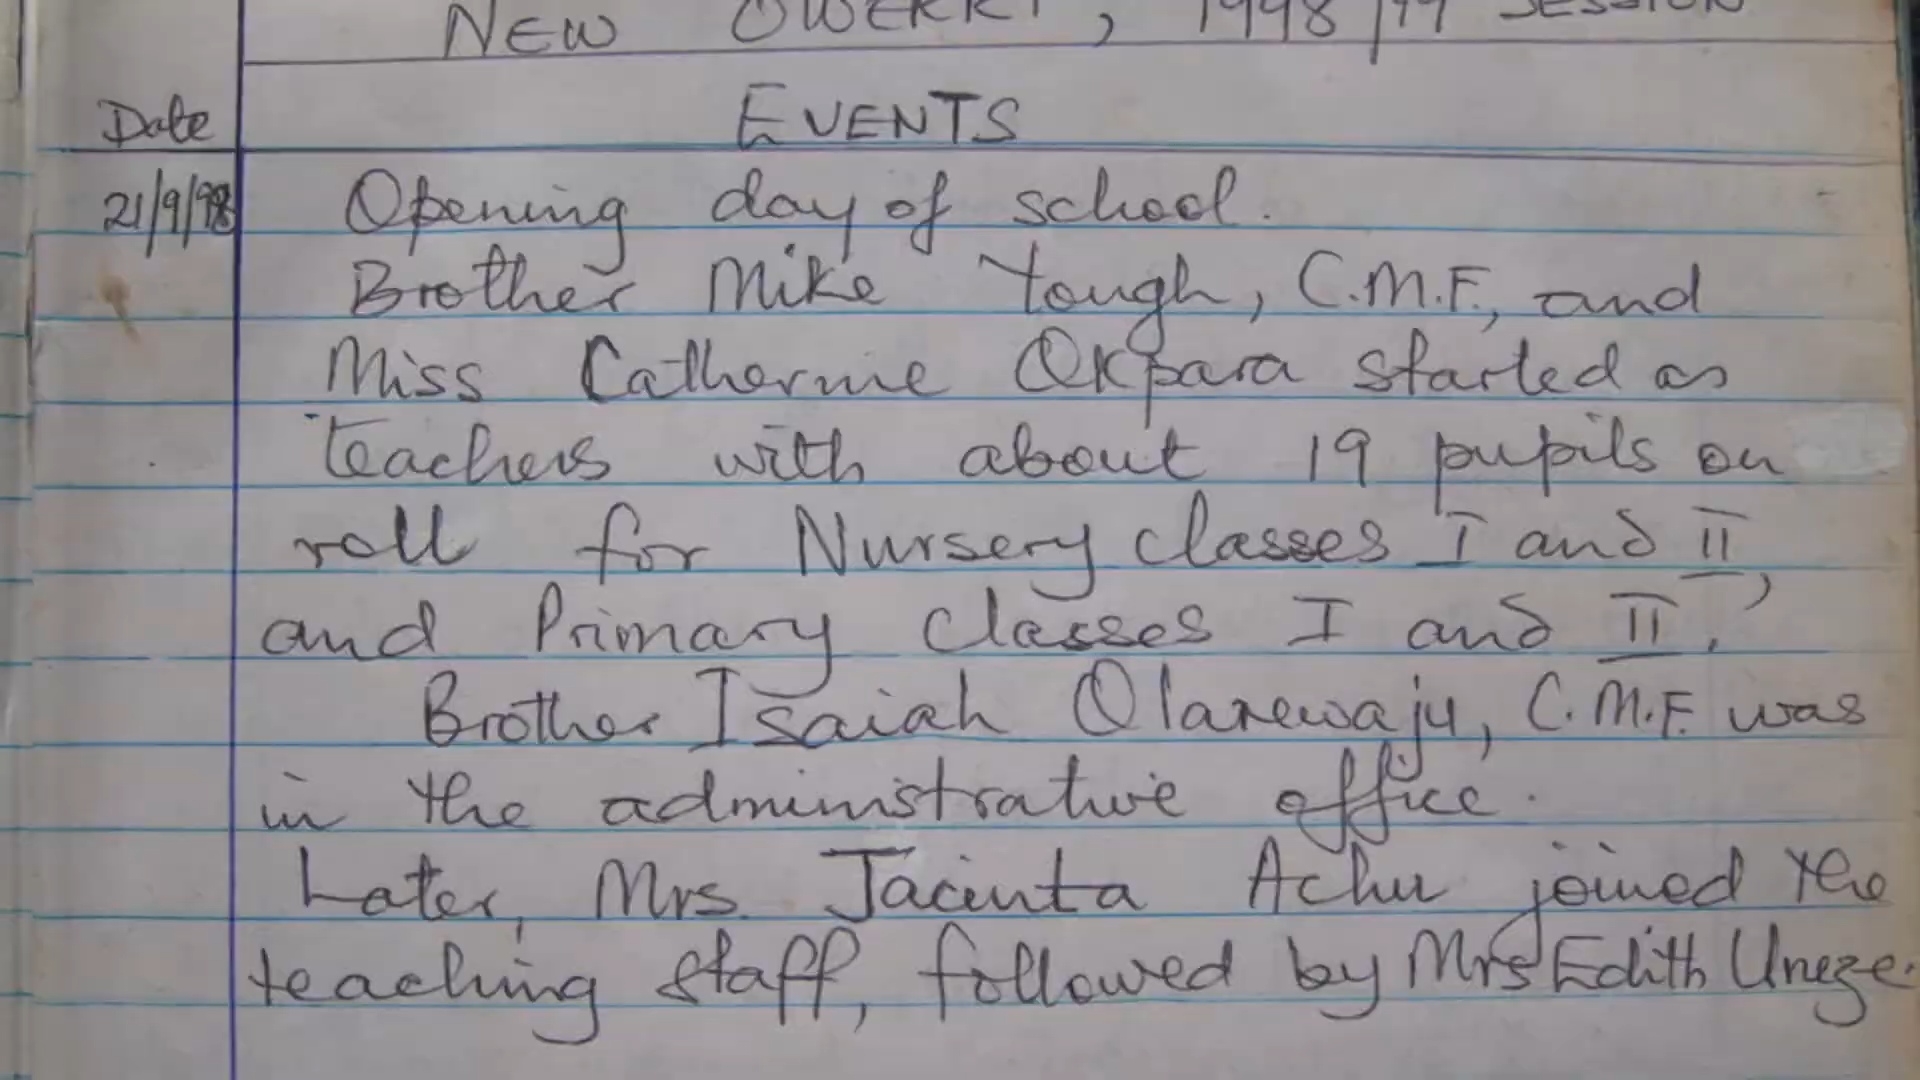 NEW OWERRI, 1998/99 SESSION
Date EVENTS
21/9/98 Opening day of school.
Brother Mike Tough, C.M.F., and
Miss Catherine Okpara started as
teachers with about 19 pupils on
roll for Nursery classes I and II,
and Primary classes I and II.
Brother Isaiah Olarewaju, C.M.F. was
in the administrative office.
Later, Mrs. Jacinta Achu joined the
teaching staff, followed by Mrs Edith Uneze.